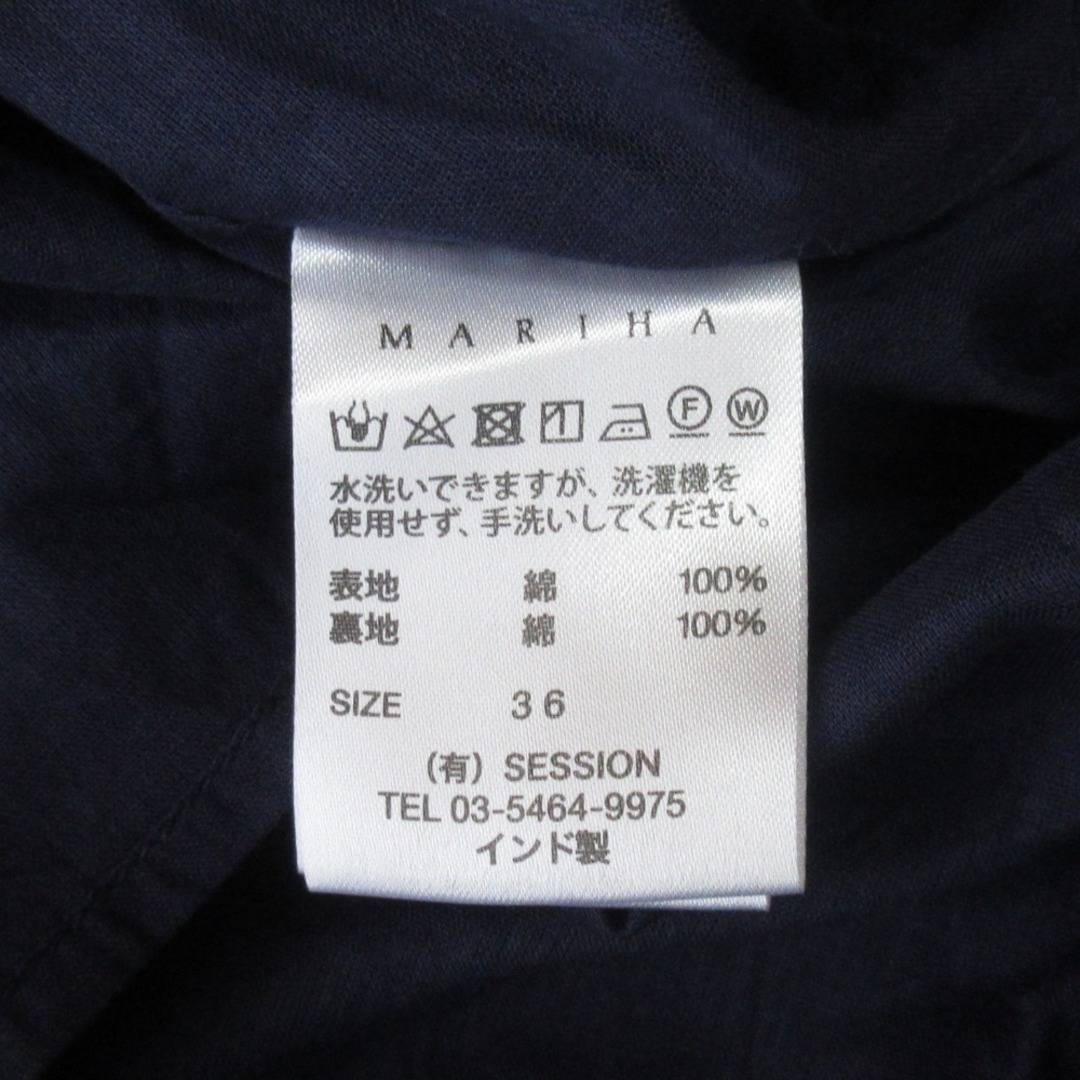 MARIHA
F W
水洗いできますが、洗濯機を
使用せず、手洗いしてください。
表地 綿 100%
裏地 綿 100%
SIZE 36
(有) SESSION
TEL 03-5464-9975
インド製